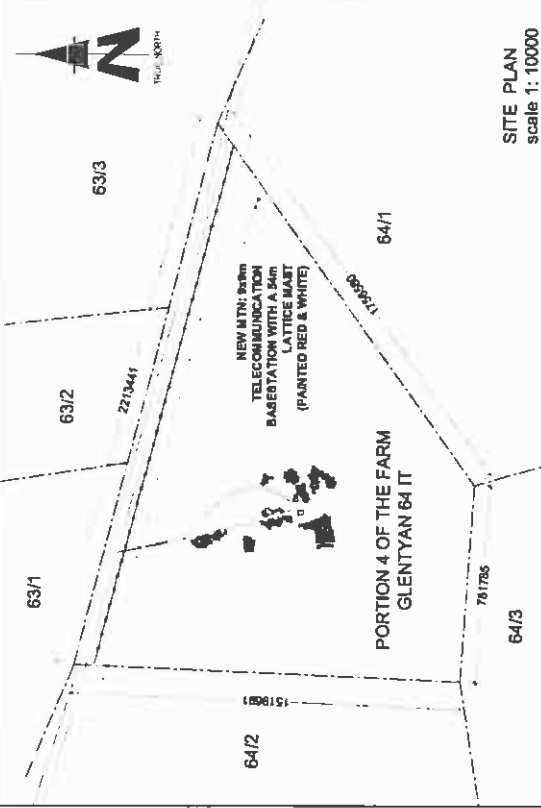 TRUE NORTH
63/3
63/2
63/1
2213441
NEW MTN: 9x9m
TELECOMMUNICATION
BASESTATION WITH A 54m
LATTICE MAST
(PAINTED RED & WHITE)
64/1
PORTION 4 OF THE FARM
GLENTYAN 64 IT
781785
64/3
64/2
SITE PLAN
scale 1: 10000